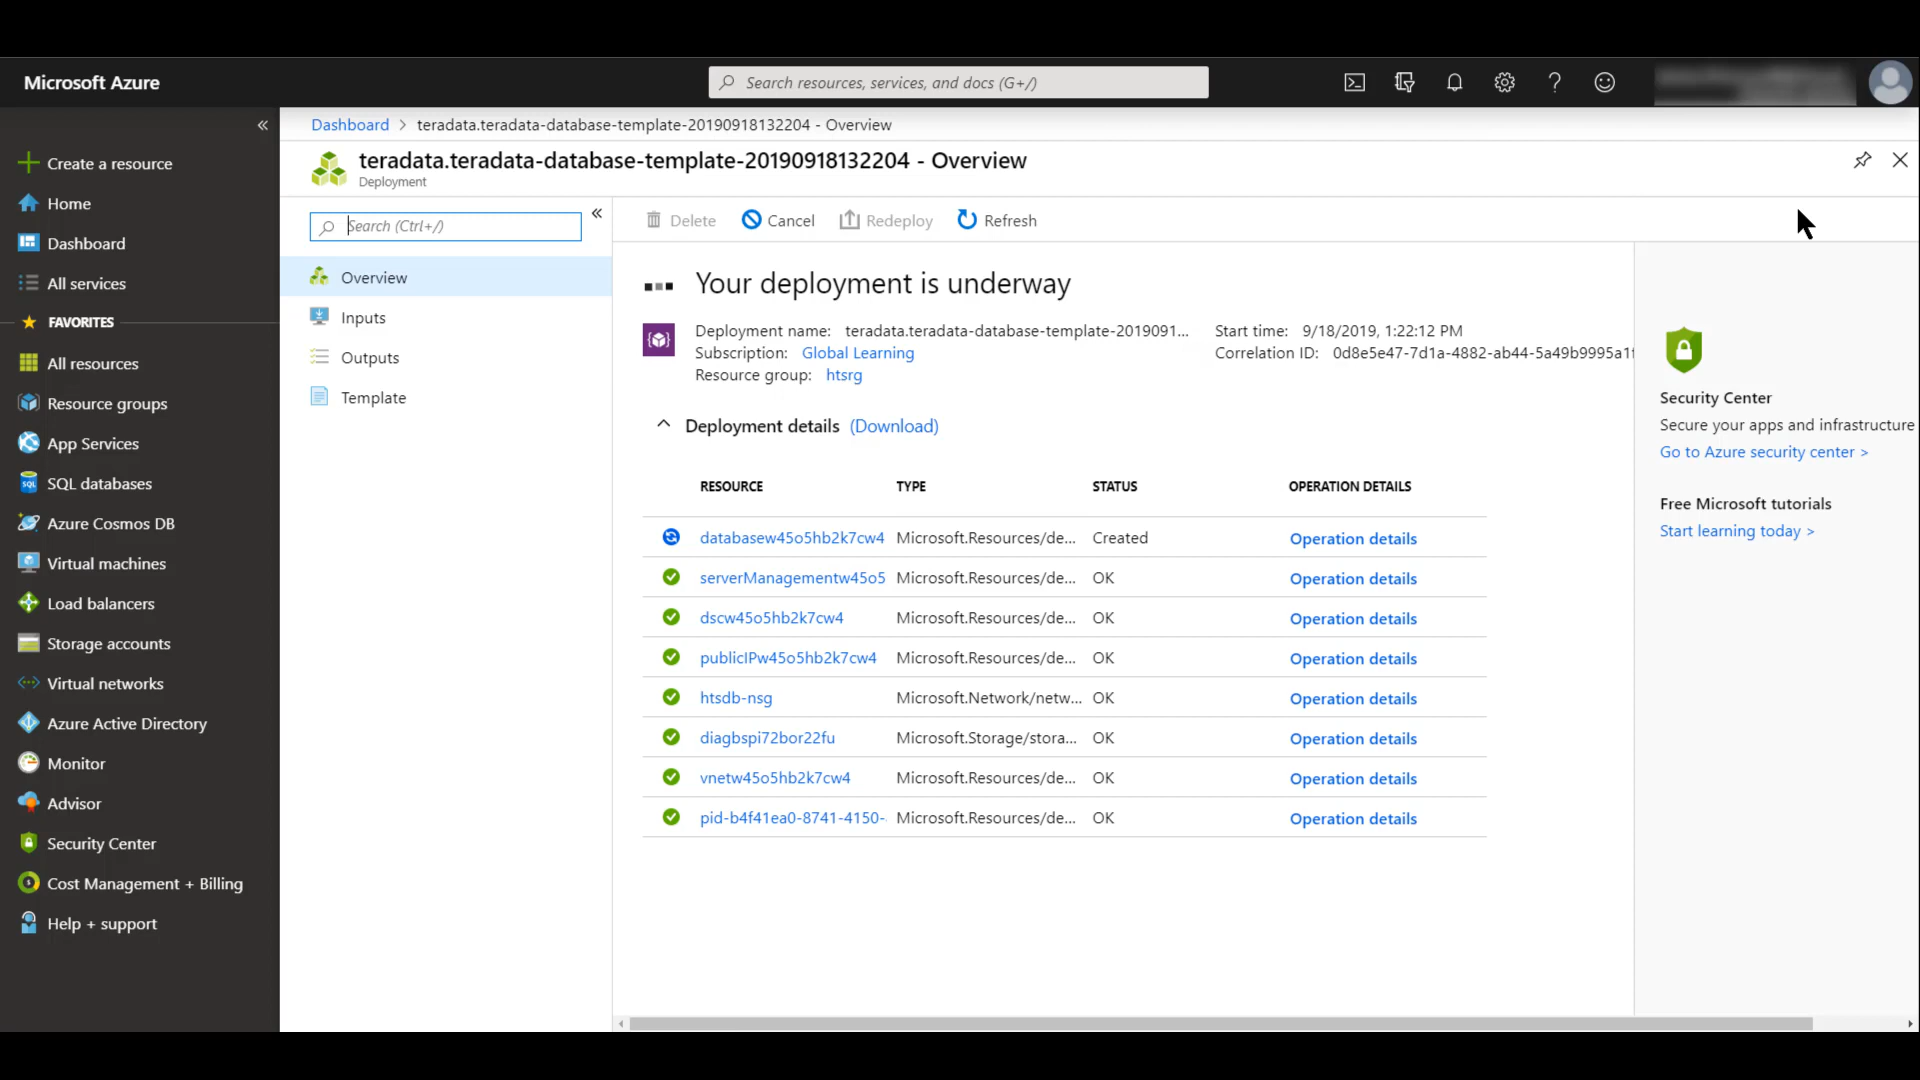 Microsoft Azure
Search resources, services, and docs (G+/)
Dashboard > teradata.teradata-database-template-20190918132204 - Overview
teradata.teradata-database-template-20190918132204 - Overview
Deployment
Create a resource
Home
Dashboard
All services
FAVORITES
All resources
Resource groups
App Services
SQL databases
Azure Cosmos DB
Virtual machines
Load balancers
Storage accounts
Virtual networks
Azure Active Directory
Monitor
Advisor
Security Center
Cost Management + Billing
Help + support
Search (Ctrl+/)
Overview
Inputs
Outputs
Template
Delete Cancel Redeploy Refresh
Your deployment is underway
Deployment name: teradata.teradata-database-template-2019091...
Subscription: Global Learning
Resource group: htsrg
Start time: 9/18/2019, 1:22:12 PM
Correlation ID: 0d8e5e47-7d1a-4882-ab44-5a49b9995a1
Deployment details (Download)
RESOURCE TYPE STATUS OPERATION DETAILS
databasew45o5hb2k7cw4 Microsoft.Resources/de... Created Operation details
serverManagementw45o5 Microsoft.Resources/de... OK Operation details
dscw45o5hb2k7cw4 Microsoft.Resources/de... OK Operation details
publicIPw45o5hb2k7cw4 Microsoft.Resources/de... OK Operation details
htsdb-nsg Microsoft.Network/netw... OK Operation details
diagbspi72bor22fu Microsoft.Storage/stora... OK Operation details
vnetw45o5hb2k7cw4 Microsoft.Resources/de... OK Operation details
pid-b4f41ea0-8741-4150- Microsoft.Resources/de... OK Operation details
Security Center
Secure your apps and infrastructure
Go to Azure security center >
Free Microsoft tutorials
Start learning today >